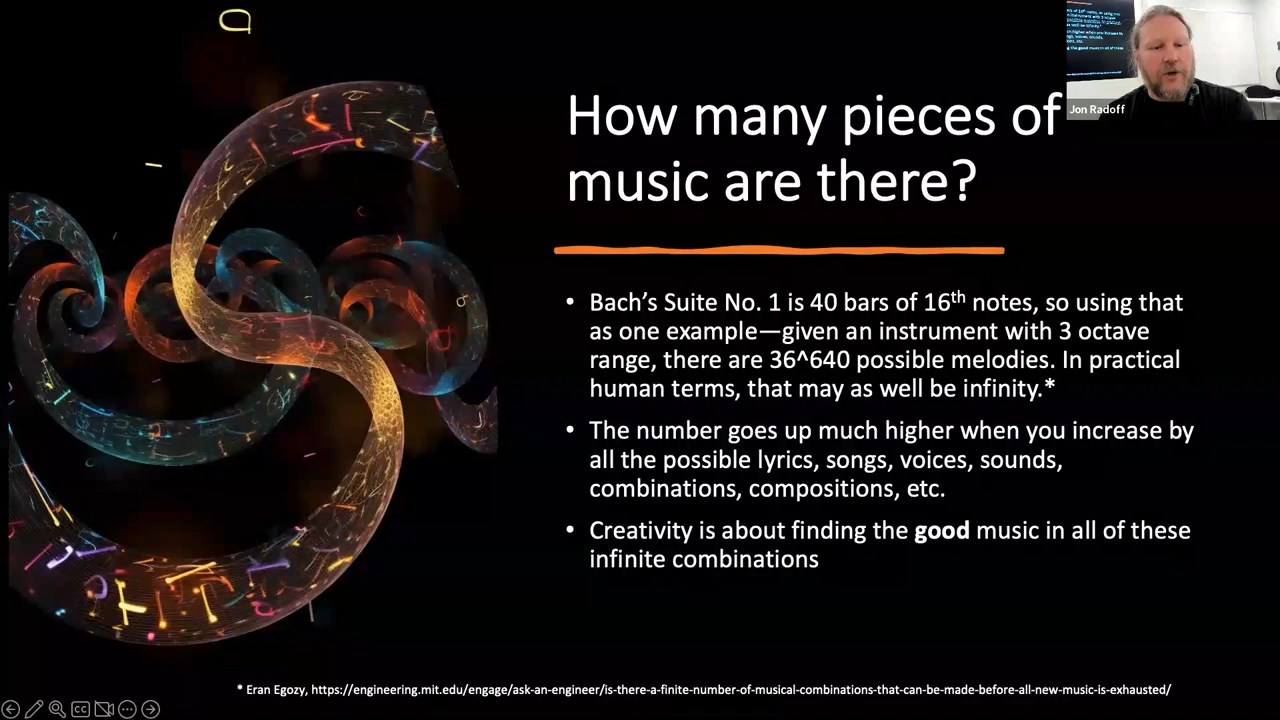 How many pieces of
music are there?
Jon Radoff
• Bach’s Suite No. 1 is 40 bars of 16th notes, so using that
as one example—given an instrument with 3 octave
range, there are 36^640 possible melodies. In practical
human terms, that may as well be infinity.*
• The number goes up much higher when you increase by
all the possible lyrics, songs, voices, sounds,
combinations, compositions, etc.
• Creativity is about finding the good music in all of these
infinite combinations
* Eran Egozy, https://engineering.mit.edu/engage/ask-an-engineer/is-there-a-finite-number-of-musical-combinations-that-can-be-made-before-all-new-music-is-exhausted/
CC